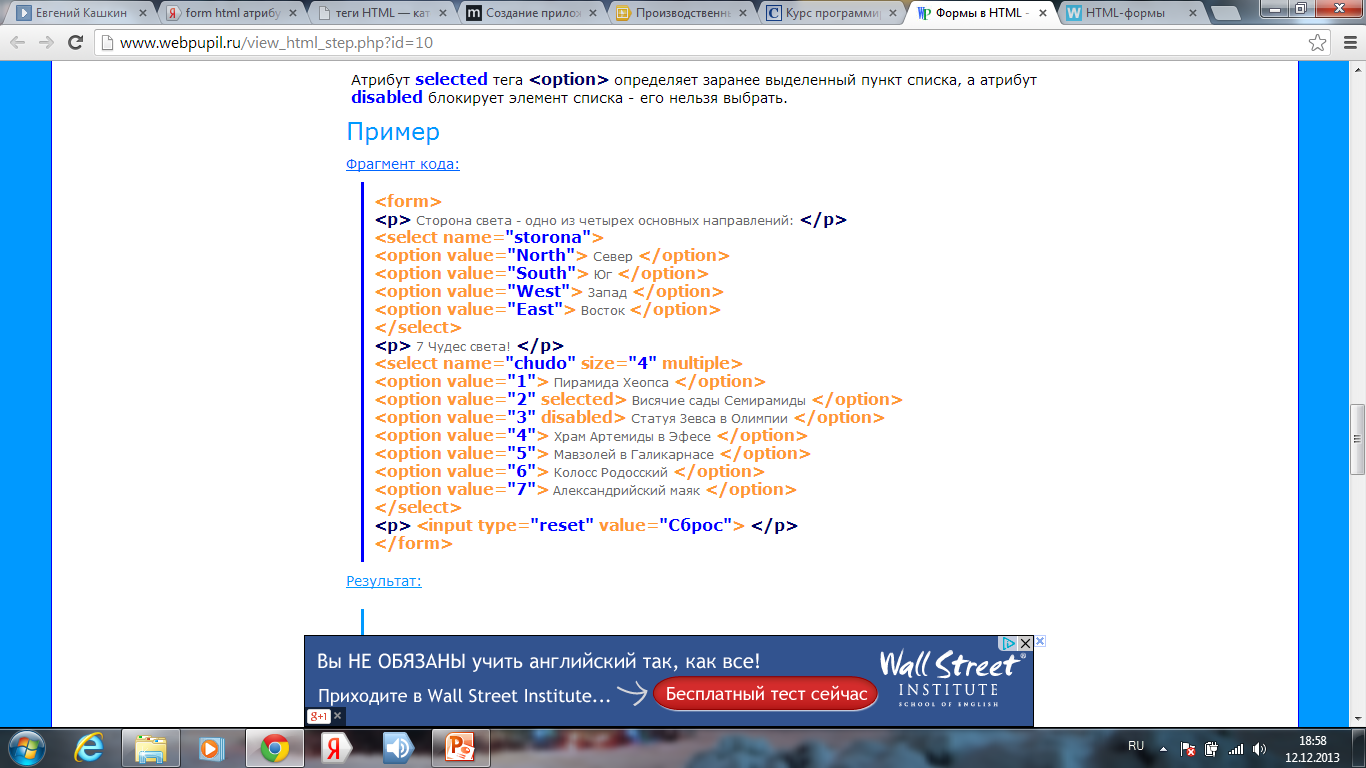 Евгений Кашкин
form html атрибу
теги HTML — кат
Создание прилож
Производственнь
Курс программи
Формы в HTML -
HTML-формы
www.webpupil.ru/view_html_step.php?id=10
Атрибут selected тега <option> определяет заранее выделенный пункт списка, а атрибут
disabled блокирует элемент списка - его нельзя выбрать.
Пример
Фрагмент кода:
<form>
<p> Сторона света - одно из четырех основных направлений: </p>
<select name="storona">
<option value="North"> Север </option>
<option value="South"> Юг </option>
<option value="West"> Запад </option>
<option value="East"> Восток </option>
</select>
<p> 7 Чудес света! </p>
<select name="chudo" size="4" multiple>
<option value="1"> Пирамида Хеопса </option>
<option value="2" selected> Висячие сады Семирамиды </option>
<option value="3" disabled> Статуя Зевса в Олимпии </option>
<option value="4"> Храм Артемиды в Эфесе </option>
<option value="5"> Мавзолей в Галикарнасе </option>
<option value="6"> Колосс Родосский </option>
<option value="7"> Александрийский маяк </option>
</select>
<p> <input type="reset" value="Сброс"> </p>
</form>
Результат:
Вы НЕ ОБЯЗАНЫ учить английский так, как все!
Приходите в Wall Street Institute...
Бесплатный тест сейчас
Wall Street®
INSTITUTE
SCHOOL OF ENGLISH
g+1
RU
18:58
12.12.2013